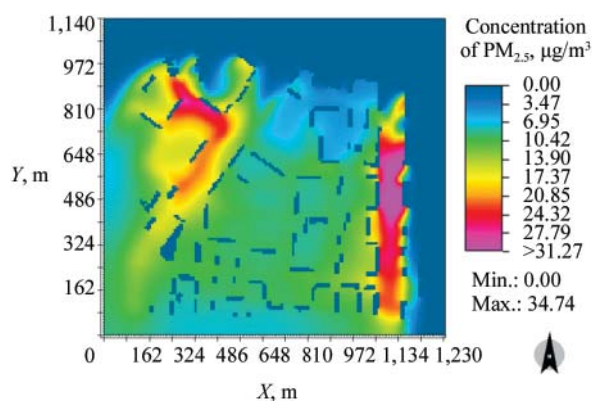 1,140
972
810
648
486
324
162
Y, m
0
162 324 486 648 810 972 1,134 1,230
X, m
Concentration
of PM2.5, μg/m³
0.00
3.47
6.95
10.42
13.90
17.37
20.85
24.32
27.79
>31.27
Min.: 0.00
Max.: 34.74